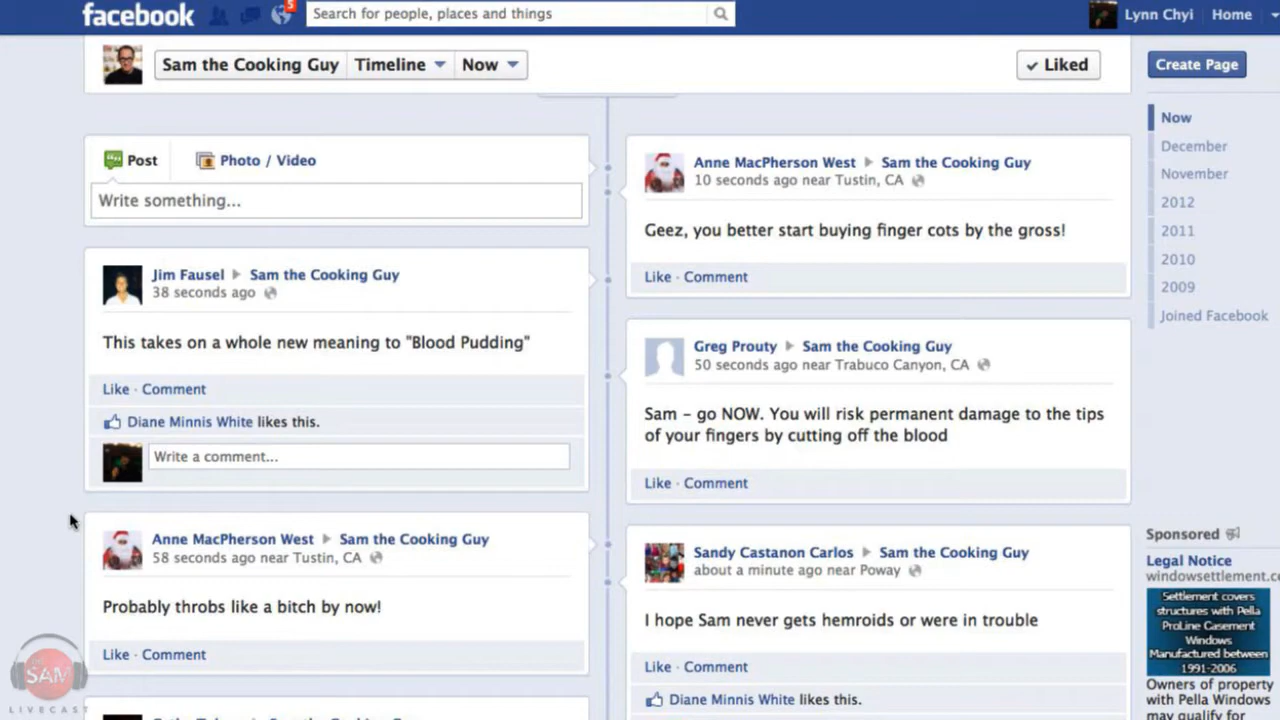 facebook
5
Search for people, places and things
Lynn Chyi
Home
Sam the Cooking Guy
Timeline
Now
✓ Liked
Create Page
Now
December
November
2012
2011
2010
2009
Joined Facebook
Post
Photo / Video
Write something...
Anne MacPherson West ▶ Sam the Cooking Guy
10 seconds ago near Tustin, CA
Geez, you better start buying finger cots by the gross!
Like · Comment
Jim Fausel ▶ Sam the Cooking Guy
38 seconds ago
This takes on a whole new meaning to "Blood Pudding"
Like · Comment
Diane Minnis White likes this.
Write a comment...
Greg Prouty ▶ Sam the Cooking Guy
50 seconds ago near Trabuco Canyon, CA
Sam – go NOW. You will risk permanent damage to the tips
of your fingers by cutting off the blood
Like · Comment
Anne MacPherson West ▶ Sam the Cooking Guy
58 seconds ago near Tustin, CA
Probably throbs like a bitch by now!
Like · Comment
Sandy Castanon Carlos ▶ Sam the Cooking Guy
about a minute ago near Poway
I hope Sam never gets hemroids or were in trouble
Like · Comment
Diane Minnis White likes this.
Sponsored
Legal Notice
windowsettlement.co
Settlement covers
structures with Pella
ProLine Casement
Windows
Manufactured between
1991-2006
Owners of property
with Pella Windows
may qualify for
SAM
LIVECAST